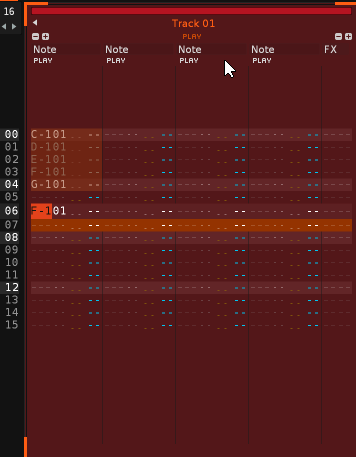 16
Track 01
PLAY
Note Note Note Note FX
PLAY PLAY PLAY PLAY
00 C-101
01 D-101
02 E-101
03 F-101
04 G-101
05
06 F-101
07
08
09
10
11
12
13
14
15